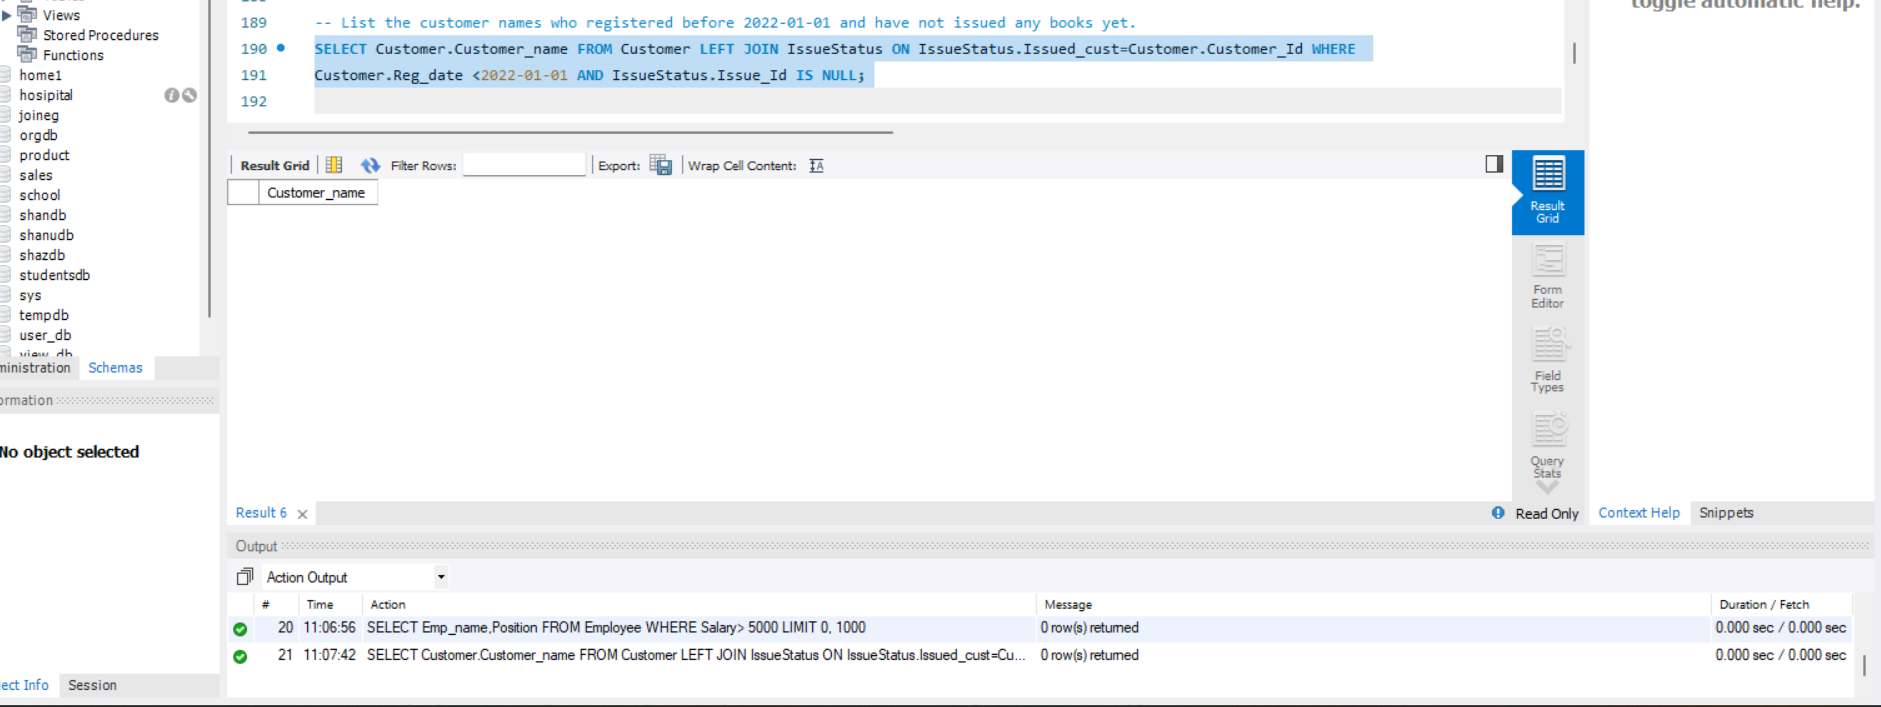 Views
Stored Procedures
Functions
home1
hosipital
joineg
orgdb
product
sales
school
shandb
shanudb
shazdb
studentsdb
sys
tempdb
user_db
view_db
ministration Schemas
ormation
No object selected
ject Info Session
189 -- List the customer names who registered before 2022-01-01 and have not issued any books yet.
190 SELECT Customer.Customer_name FROM Customer LEFT JOIN IssueStatus ON IssueStatus.Issued_cust=Customer.Customer_Id WHERE
191 Customer.Reg_date <2022-01-01 AND IssueStatus.Issue_Id IS NULL;
192
Result Grid Filter Rows: Export: Wrap Cell Content:
Customer_name
Result
Grid
Form
Editor
Field
Types
Query
Stats
Result 6 Read Only
toggle automatic help.
Context Help Snippets
Output
Action Output
# Time Action Message Duration / Fetch
20 11:06:56 SELECT Emp_name,Position FROM Employee WHERE Salary> 5000 LIMIT 0, 1000 0 row(s) returned 0.000 sec / 0.000 sec
21 11:07:42 SELECT Customer.Customer_name FROM Customer LEFT JOIN IssueStatus ON IssueStatus.Issued_cust=Cu... 0 row(s) returned 0.000 sec / 0.000 sec